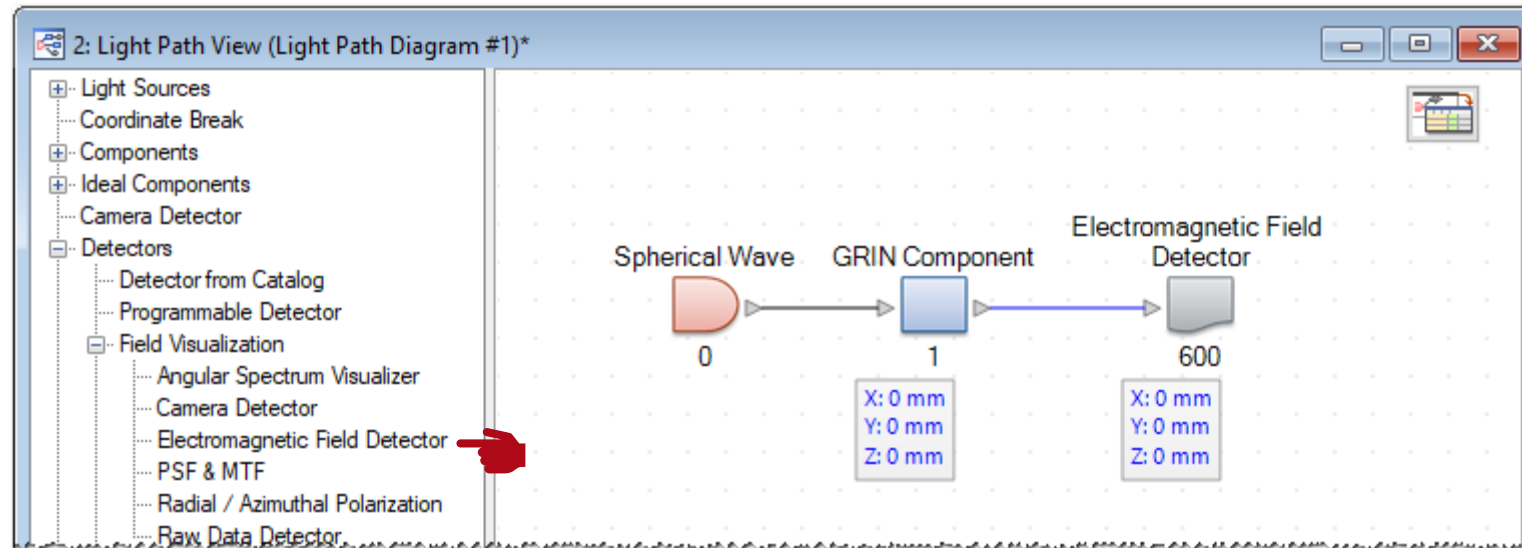 2: Light Path View (Light Path Diagram #1)*
Light Sources
Coordinate Break
Components
Ideal Components
Camera Detector
Detectors
Detector from Catalog
Programmable Detector
Field Visualization
Angular Spectrum Visualizer
Camera Detector
Electromagnetic Field Detector
PSF & MTF
Radial / Azimuthal Polarization
Raw Data Detector
Spherical Wave
0
GRIN Component
1
X: 0 mm
Y: 0 mm
Z: 0 mm
Electromagnetic Field
Detector
600
X: 0 mm
Y: 0 mm
Z: 0 mm